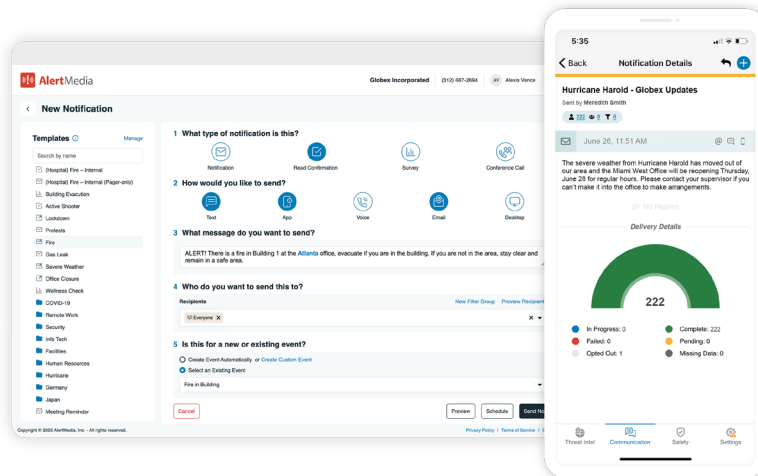 AlertMedia
Globex Incorporated (312) 667-2694 AV Alexis Vance
New Notification
Templates Manage
Search by name
(Hospital) Fire – Internal
(Hospital) Fire – Internal (Pager-only)
Building Evacution
Active Shooter
Lockdown
Protests
Fire
Gas Leak
Severe Weather
Office Closure
Wellness Check
COVID-19
Remote Work
Security
Info Tech
Facilities
Human Resources
Hurricane
Germany
Japan
Meeting Reminder
1 What type of notification is this?
Notification Read Confirmation Survey Conference Call
2 How would you like to send?
Text App Voice Email Desktop
3 What message do you want to send?
ALERT! There is a fire in Building 1 at the Atlanta office, evacuate if you are in the building. If you are not in the area, stay clear and
remain in a safe area.
4 Who do you want to send this to?
Recipients New Filter Group Preview Recipient
Everyone X
5 Is this for a new or existing event?
Create Event Automatically or Create Custom Event
Select an Existing Event
Fire in Building
Cancel Preview Schedule Send No
Copyright © 2020 AlertMedia, Inc. - All rights reserved. Privacy Policy | Terms of Service |
5:35
Back Notification Details
Hurricane Harold - Globex Updates
Sent by Meredith Smith
222 0 0
June 26, 11:51 AM
The severe weather from Hurricane Harold has moved out of
our area and the Miami West Office will be reopening Thursday,
June 28 for regular hours. Please contact your supervisor if you
can't make it into the office to make arrangements.
No Replies
Delivery Details
222
In Progress: 0 Complete: 222
Failed: 0 Pending: 0
Opted Out: 1 Missing Data: 0
Threat Intel Communication Safety Settings